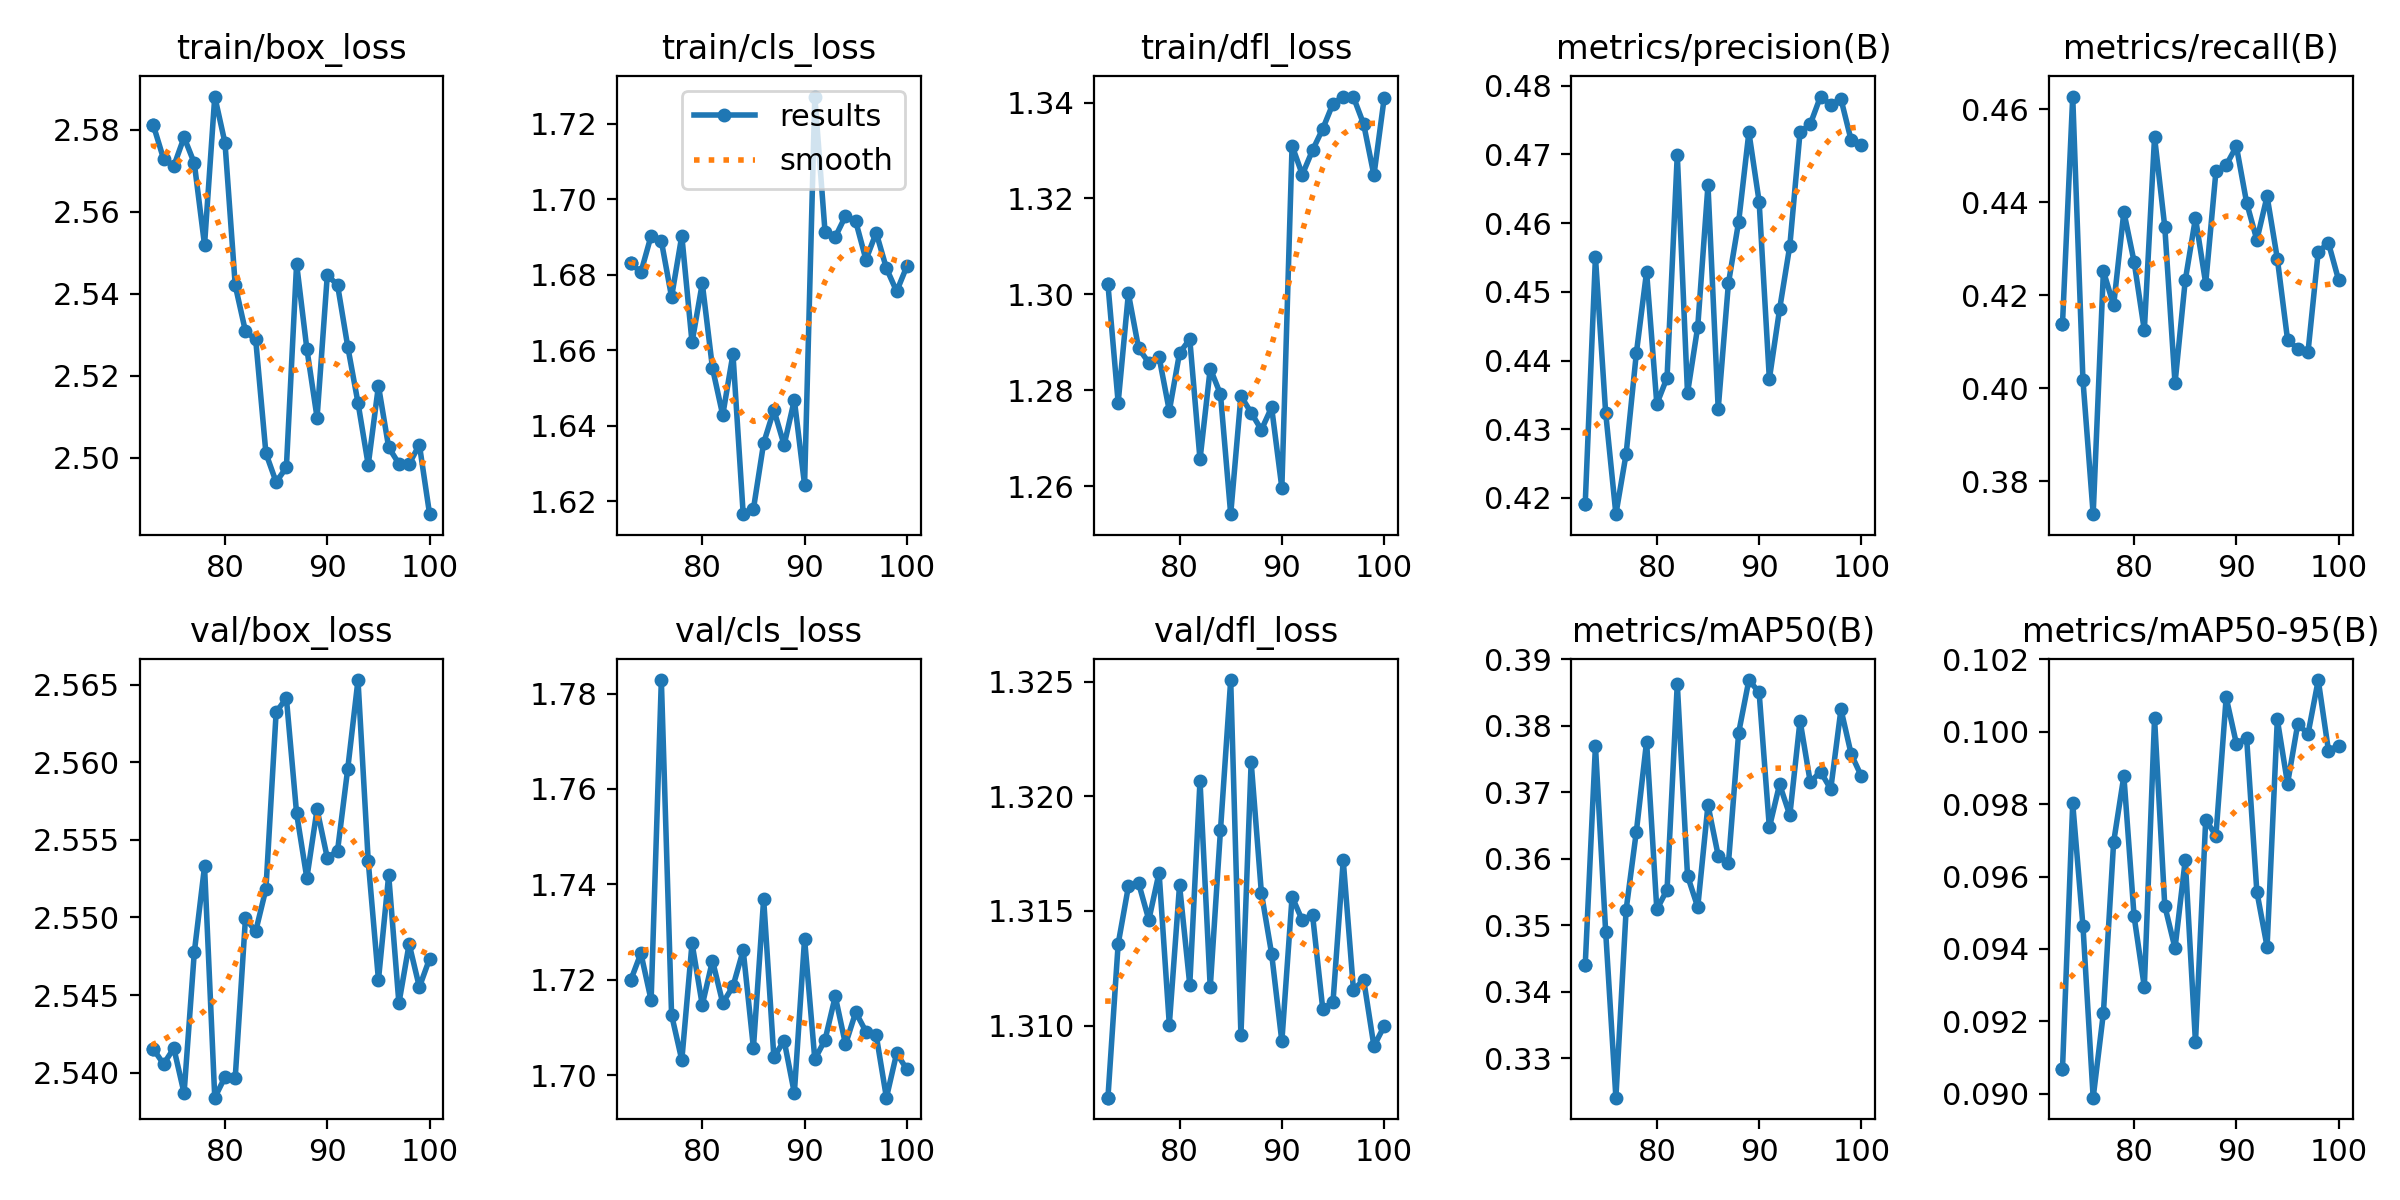 train/box_loss
2.58
2.56
2.54
2.52
2.50
80 90 100
train/cls_loss
results
smooth
1.72
1.70
1.68
1.66
1.64
1.62
80 90 100
train/dfl_loss
1.34
1.32
1.30
1.28
1.26
80 90 100
metrics/precision(B)
0.48
0.47
0.46
0.45
0.44
0.43
0.42
80 90 100
metrics/recall(B)
0.46
0.44
0.42
0.40
0.38
80 90 100
val/box_loss
2.565
2.560
2.555
2.550
2.545
2.540
80 90 100
val/cls_loss
1.78
1.76
1.74
1.72
1.70
80 90 100
val/dfl_loss
1.325
1.320
1.315
1.310
80 90 100
metrics/mAP50(B)
0.39
0.38
0.37
0.36
0.35
0.34
0.33
80 90 100
metrics/mAP50-95(B)
0.102
0.100
0.098
0.096
0.094
0.092
0.090
80 90 100